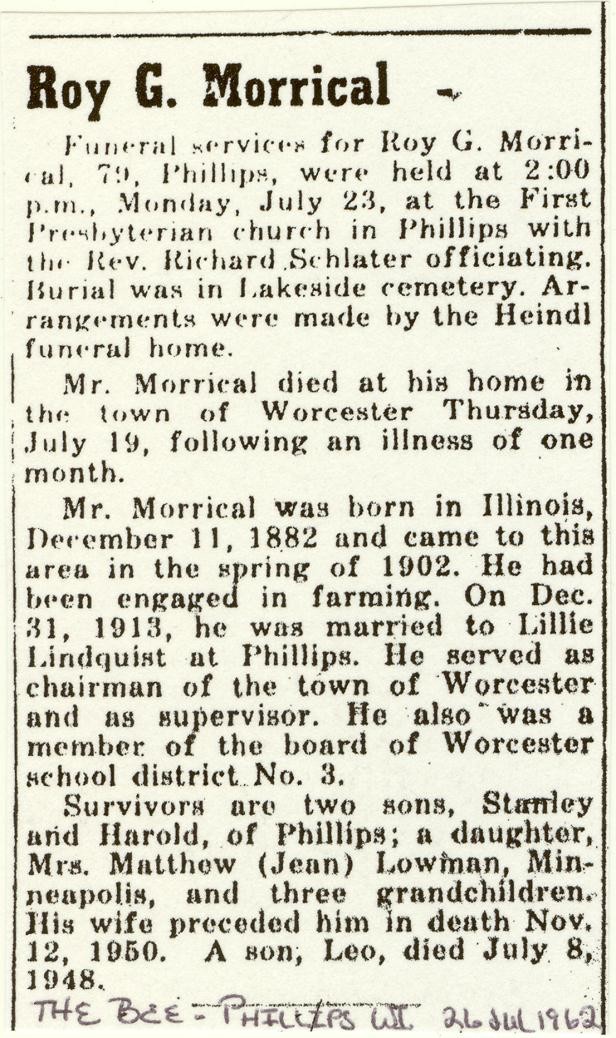 Roy G. Morrical
Funeral services for Roy G. Morri-
cal, 79, Phillips, were held at 2:00
p.m., Monday, July 23, at the First
Presbyterian church in Phillips with
the Rev. Richard Schlater officiating.
Burial was in Lakeside cemetery. Ar-
rangements were made by the Heindl
funeral home.
Mr. Morrical died at his home in
the town of Worcester Thursday,
July 19, following an illness of one
month.
Mr. Morrical was born in Illinois,
December 11, 1882 and came to this
area in the spring of 1902. He had
been engaged in farming. On Dec.
31, 1913, he was married to Lillie
Lindquist at Phillips. He served as
chairman of the town of Worcester
and as supervisor. He also was a
member of the board of Worcester
school district No. 3.
Survivors are two sons, Stanley
and Harold, of Phillips; a daughter,
Mrs. Matthew (Jean) Lowman, Min-
neapolis, and three grandchildren.
His wife preceded him in death Nov.
12, 1950. A son, Leo, died July 8,
1948.
THE BEE - PHILLIPS WI. 26 JUL 1962